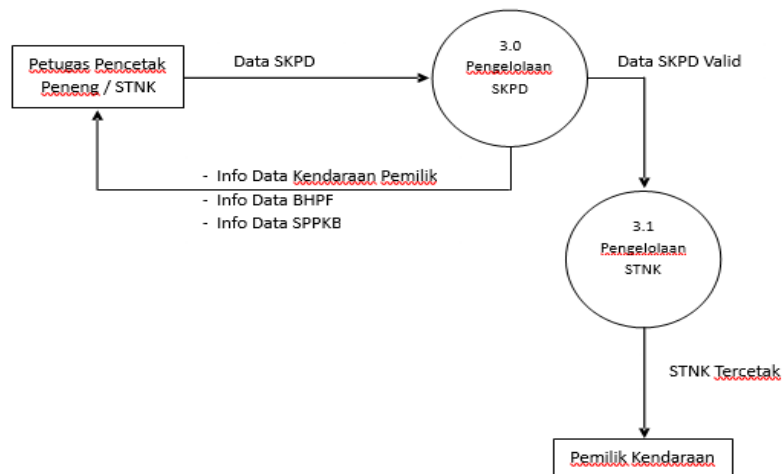 Petugas Pencetak
Peneng / STNK
Data SKPD
3.0
Pengelolaan
SKPD
Data SKPD Valid
- Info Data Kendaraan Pemilik
- Info Data BHPF
- Info Data SPPKB
3.1
Pengelolaan
STNK
STNK Tercetak
Pemilik Kendaraan